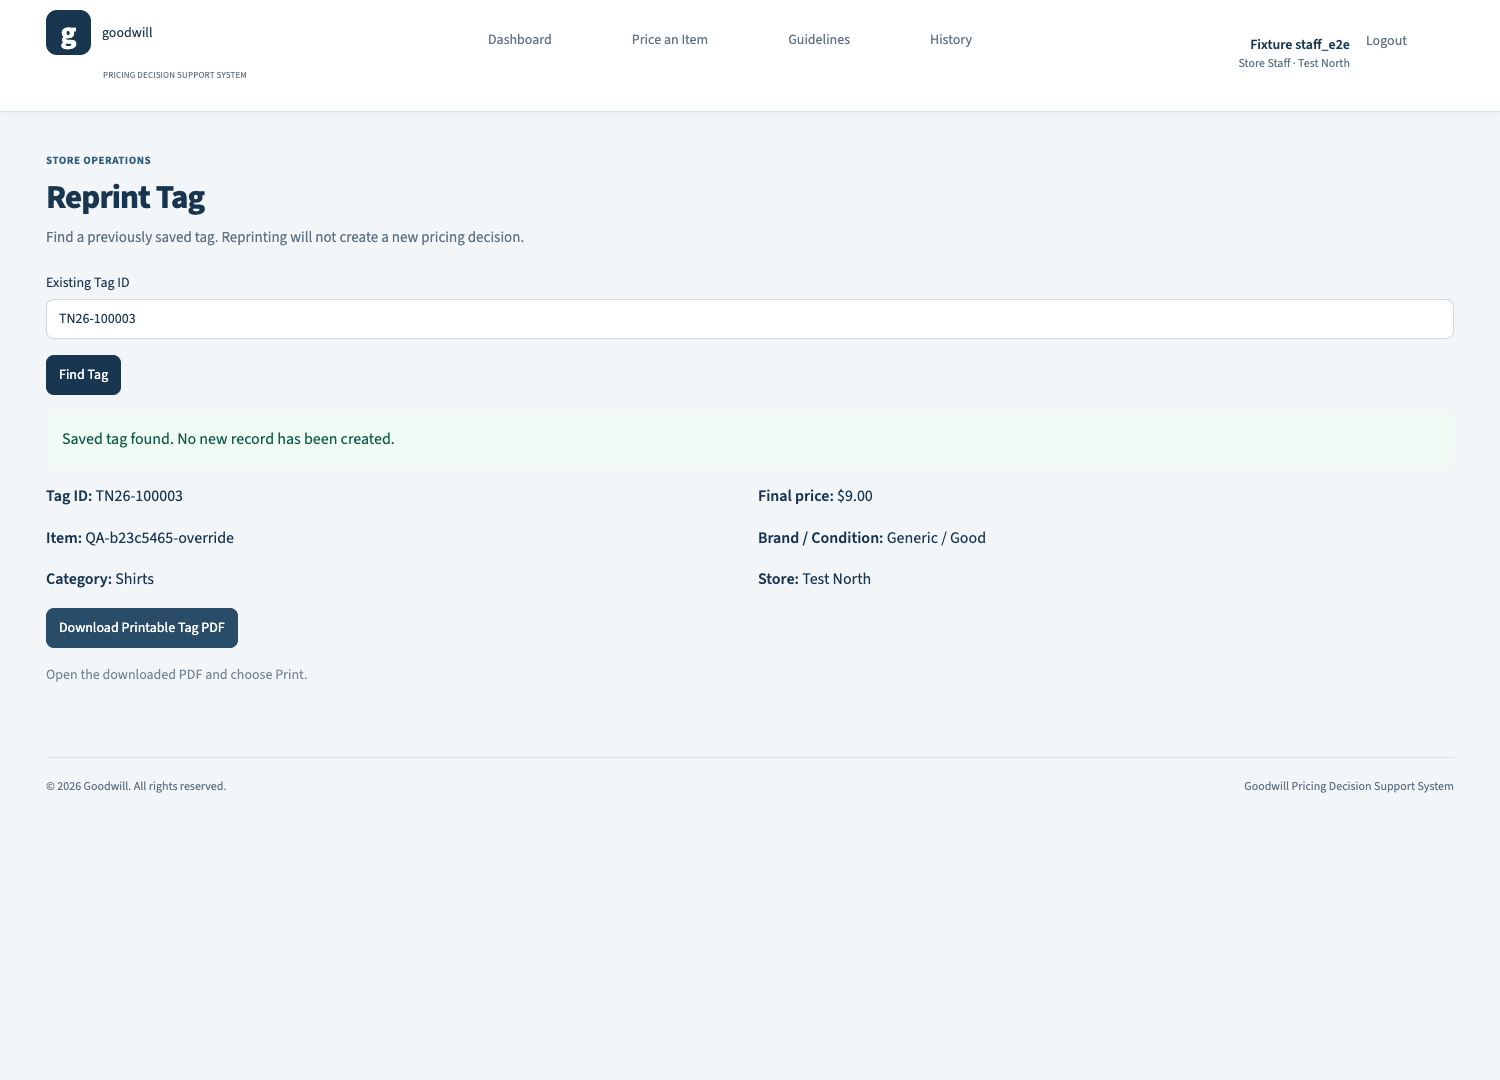 g goodwill
PRICING DECISION SUPPORT SYSTEM
Dashboard
Price an Item
Guidelines
History
Fixture staff_e2e
Store Staff · Test North
Logout
STORE OPERATIONS
Reprint Tag
Find a previously saved tag. Reprinting will not create a new pricing decision.
Existing Tag ID
TN26-100003
Find Tag
Saved tag found. No new record has been created.
Tag ID: TN26-100003
Item: QA-b23c5465-override
Category: Shirts
Final price: $9.00
Brand / Condition: Generic / Good
Store: Test North
Download Printable Tag PDF
Open the downloaded PDF and choose Print.
© 2026 Goodwill. All rights reserved.
Goodwill Pricing Decision Support System